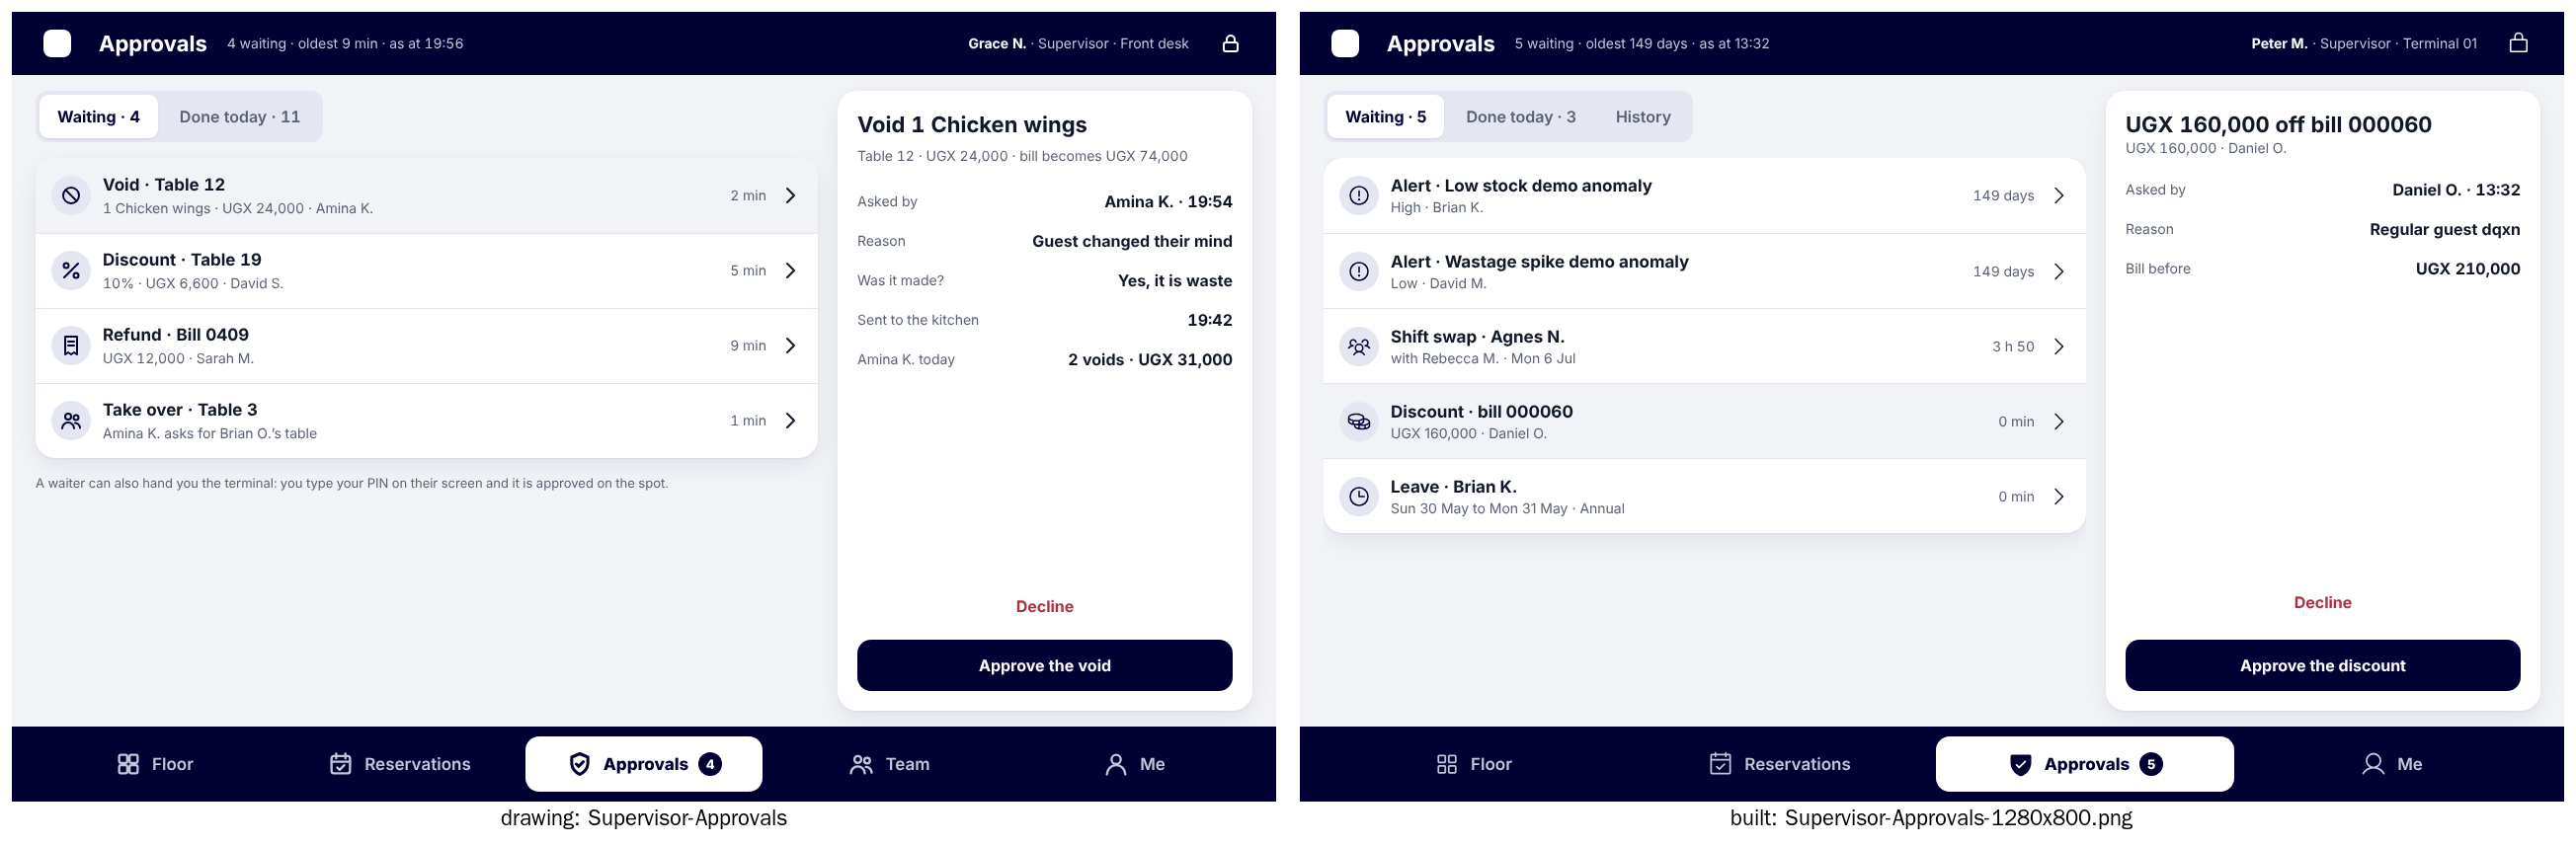 Approvals 4 waiting · oldest 9 min · as at 19:56
Grace N. · Supervisor · Front desk
Waiting · 4
Done today · 11
Void · Table 12
1 Chicken wings · UGX 24,000 · Amina K.
2 min
Discount · Table 19
10% · UGX 6,600 · David S.
5 min
Refund · Bill 0409
UGX 12,000 · Sarah M.
9 min
Take over · Table 3
Amina K. asks for Brian O.'s table
1 min
A waiter can also hand you the terminal: you type your PIN on their screen and it is approved on the spot.
Void 1 Chicken wings
Table 12 · UGX 24,000 · bill becomes UGX 74,000
Asked by Amina K. · 19:54
Reason Guest changed their mind
Was it made? Yes, it is waste
Sent to the kitchen 19:42
Amina K. today 2 voids · UGX 31,000
Decline
Approve the void
Floor
Reservations
Approvals 4
Team
Me
drawing: Supervisor-Approvals
Approvals 5 waiting · oldest 149 days · as at 13:32
Peter M. · Supervisor · Terminal 01
Waiting · 5
Done today · 3
History
Alert · Low stock demo anomaly
High · Brian K.
149 days
Alert · Wastage spike demo anomaly
Low · David M.
149 days
Shift swap · Agnes N.
with Rebecca M. · Mon 6 Jul
3 h 50
Discount · bill 000060
UGX 160,000 · Daniel O.
0 min
Leave · Brian K.
Sun 30 May to Mon 31 May · Annual
0 min
UGX 160,000 off bill 000060
UGX 160,000 · Daniel O.
Asked by Daniel O. · 13:32
Reason Regular guest dqxn
Bill before UGX 210,000
Decline
Approve the discount
Floor
Reservations
Approvals 5
Me
built: Supervisor-Approvals-1280x800.png